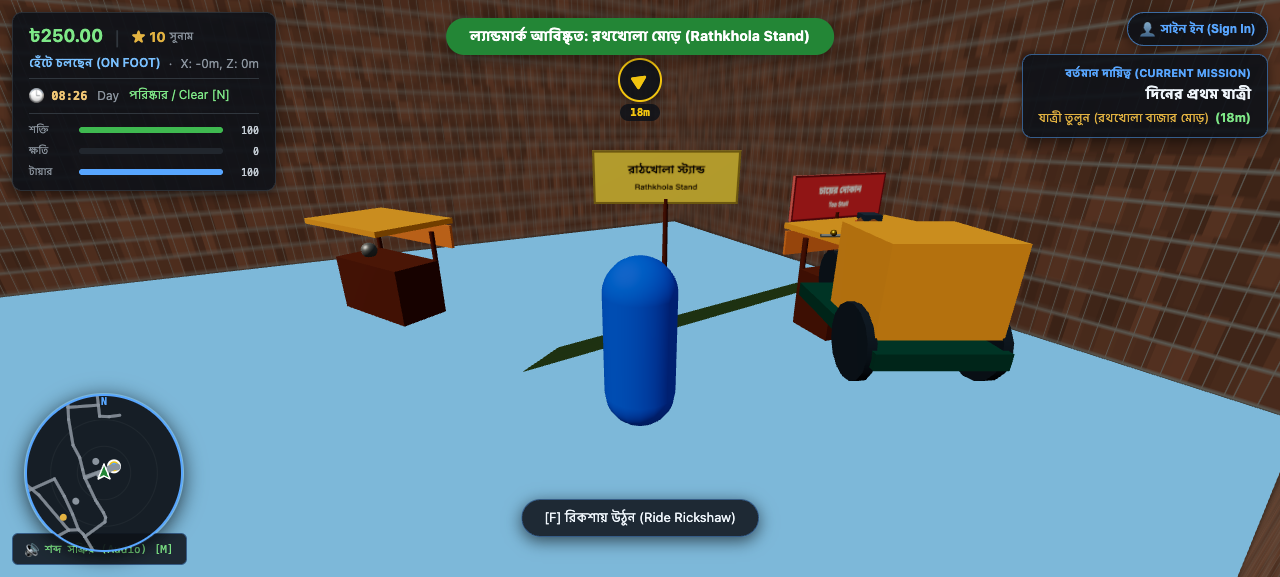 ৳250.00 | ⭐ 10 সুনাম
হেঁটে চলছেন (ON FOOT) · X: -0m, Z: 0m
08:26 Day পরিষ্কার / Clear [N]
শক্তি 100
ক্ষতি 0
টায়ার 100
ল্যান্ডমার্ক আবিষ্কৃত: রথখোলা মোড় (Rathkhola Stand)
18m
সাইন ইন (Sign In)
বর্তমান দায়িত্ব (CURRENT MISSION)
দিনের প্রথম যাত্রী
যাত্রী তুলুন (রথখোলা বাজার মোড়) (18m)
রাঠখোলা স্ট্যান্ড
Rathkhola Stand
চায়ের দোকান
Tea Stall
N
[F] রিকশায় উঠুন (Ride Rickshaw)
শব্দ [M]